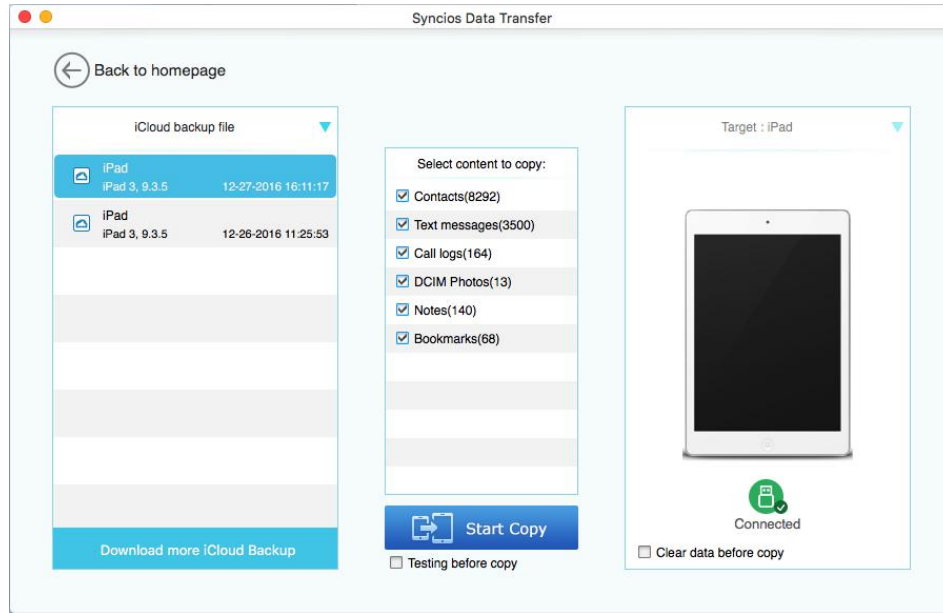 Syncios Data Transfer
Back to homepage
iCloud backup file
iPad
iPad 3, 9.3.5 12-27-2016 16:11:17
iPad
iPad 3, 9.3.5 12-26-2016 11:25:53
Download more iCloud Backup
Select content to copy:
Contacts(8292)
Text messages(3500)
Call logs(164)
DCIM Photos(13)
Notes(140)
Bookmarks(68)
Start Copy
Testing before copy
Target : iPad
Connected
Clear data before copy